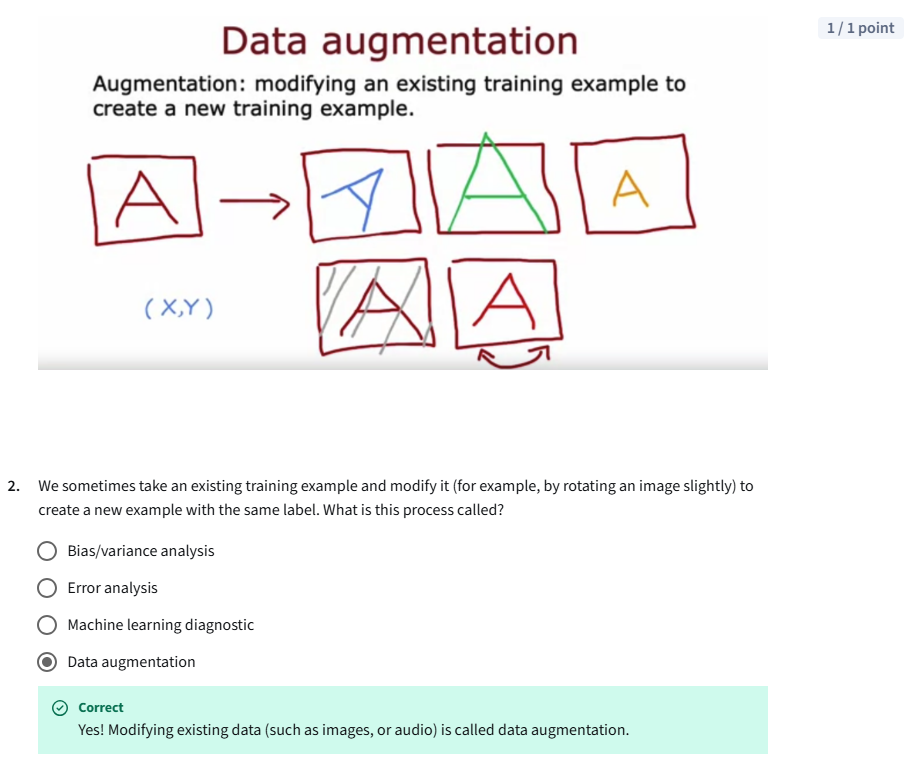 1 / 1 point
Data augmentation
Augmentation: modifying an existing training example to
create a new training example.
A
A
A
A
(X,Y)
A
A
2. We sometimes take an existing training example and modify it (for example, by rotating an image slightly) to
create a new example with the same label. What is this process called?
Bias/variance analysis
Error analysis
Machine learning diagnostic
Data augmentation
Correct
Yes! Modifying existing data (such as images, or audio) is called data augmentation.